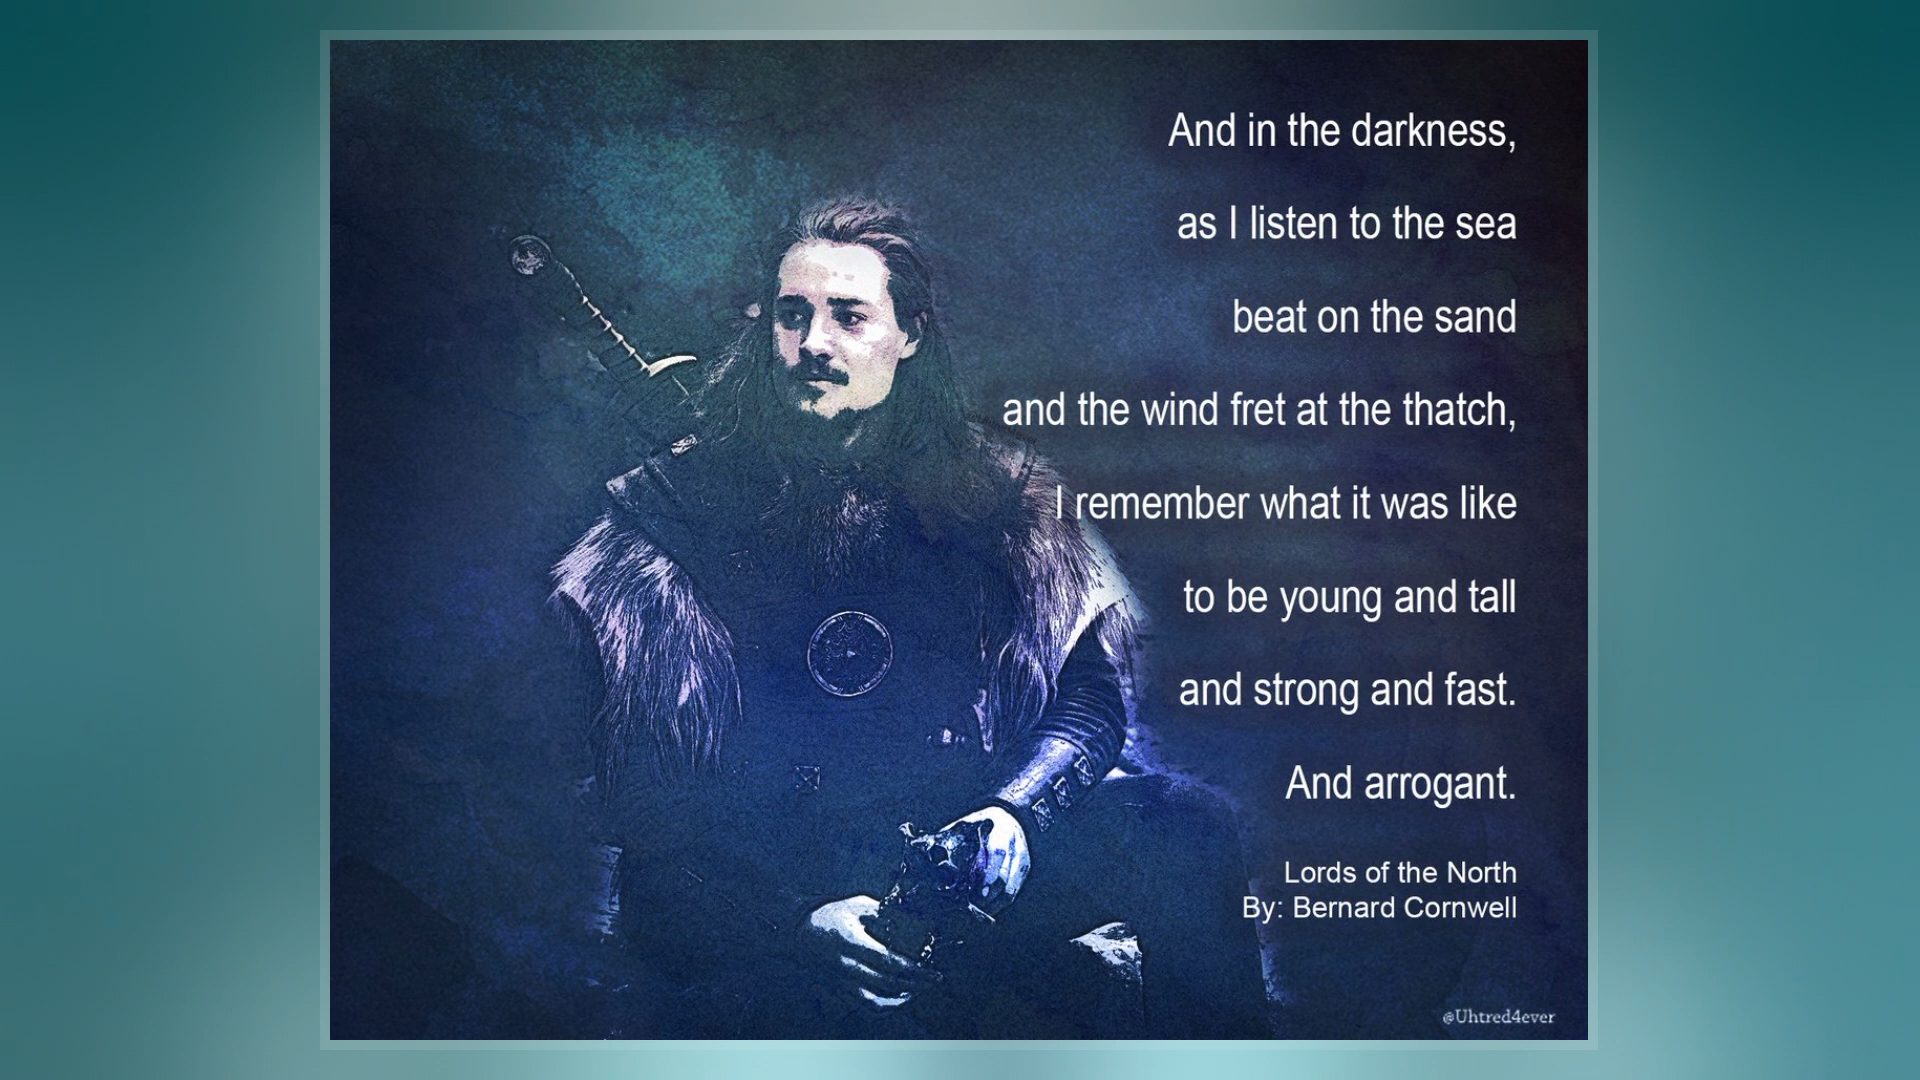 And in the darkness,
as I listen to the sea
beat on the sand
and the wind fret at the thatch,
I remember what it was like
to be young and tall
and strong and fast.
And arrogant.
Lords of the North
By: Bernard Cornwell
@Uhtred4ever